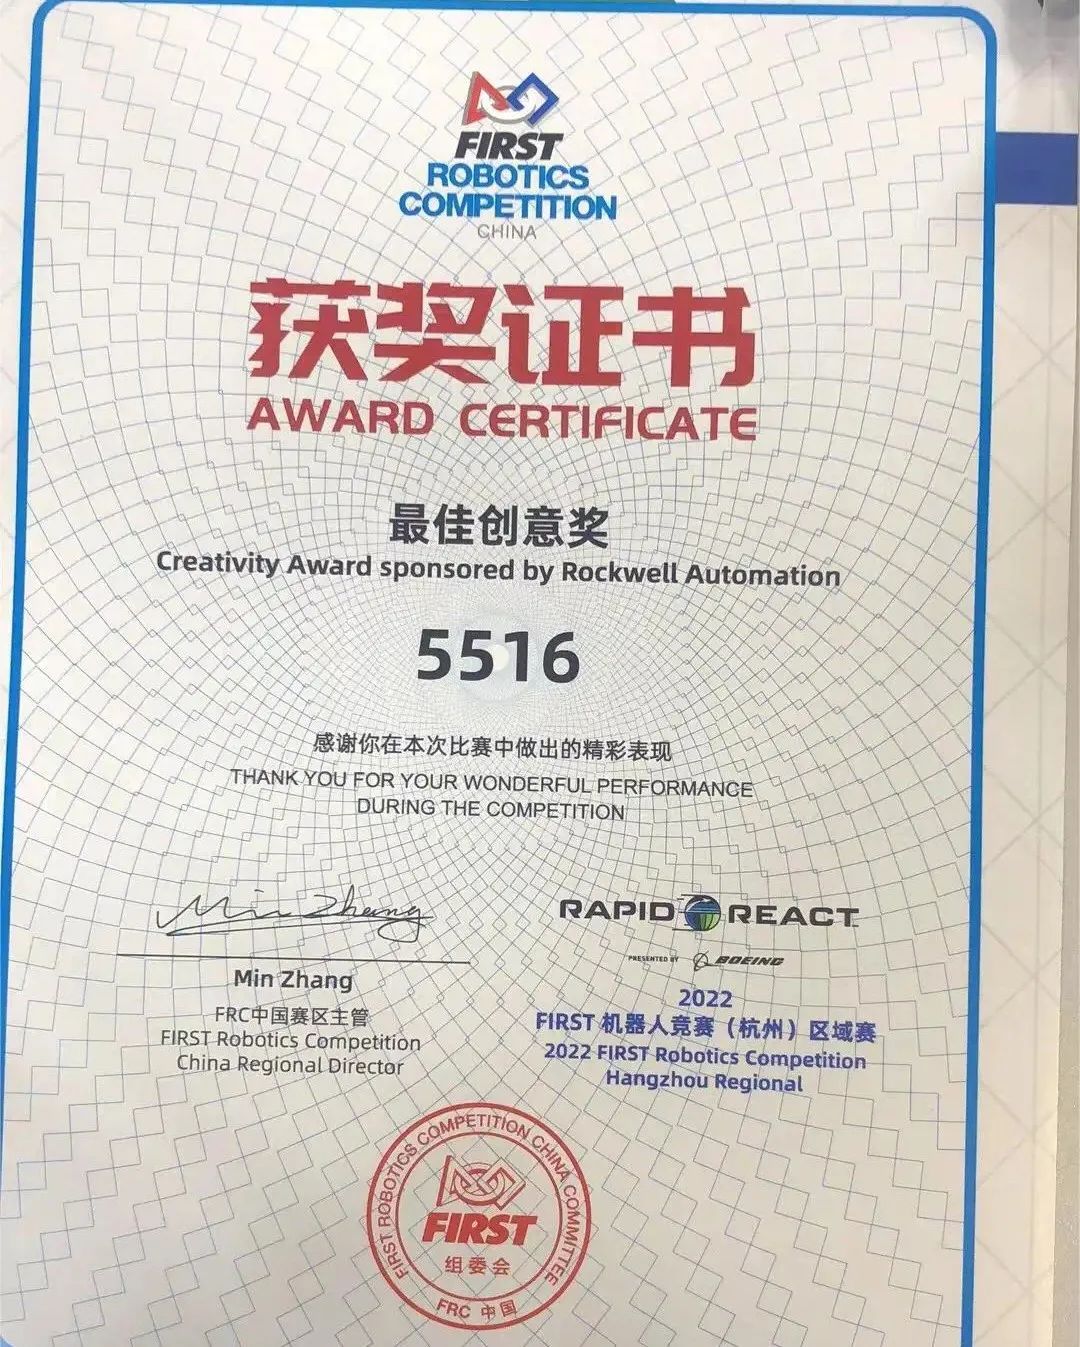 FIRST
ROBOTICS
COMPETITION
CHINA
获奖证书
AWARD CERTIFICATE
最佳创意奖
Creativity Award sponsored by Rockwell Automation
5516
感谢你在本次比赛中做出的精彩表现
THANK YOU FOR YOUR WONDERFUL PERFORMANCE
DURING THE COMPETITION
Min Zhang
Min Zhang
FRC中国赛区主管
FIRST Robotics Competition
China Regional Director
RAPID REACT
PRESENTED BY BOEING
2022
FIRST 机器人竞赛（杭州）区域赛
2022 FIRST Robotics Competition
Hangzhou Regional
FIRST ROBOTICS COMPETITION CHINA COMMITTEE
FIRST
组委会
FRC 中国